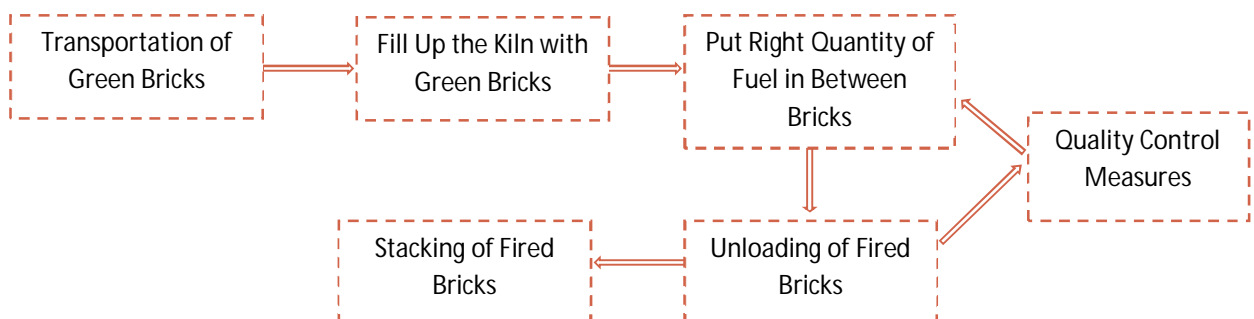 Transportation of
Green Bricks
Fill Up the Kiln with
Green Bricks
Put Right Quantity of
Fuel in Between
Bricks
Quality Control
Measures
Stacking of Fired
Bricks
Unloading of Fired
Bricks